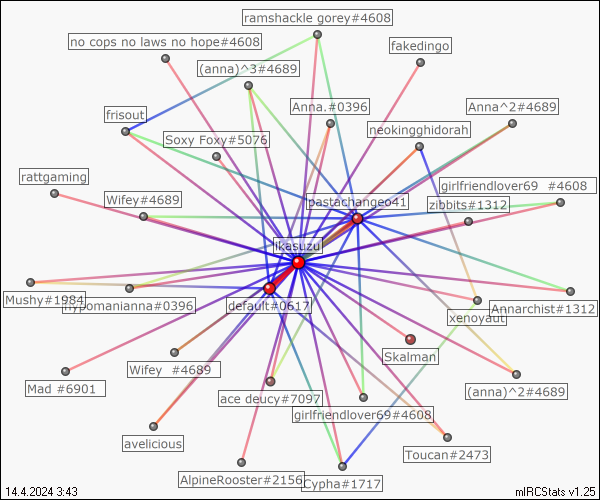 ramshackle gorey#4608
no cops no laws no hope#4608
fakedingo
(anna)^3#4689
Anna.#0396
Anna^2#4689
frisout
neokingghidorah
Soxy Foxy#5076
rattgaming
girlfriendlover69 #4608
Wifey#4689
pastachangeo41
zibbits#1312
ikasuzu
Mushy#1984
hypomanianna#0396
default#0617
xenoyaut
Annarchist#1312
Skalman
Wifey #4689
Mad #6901
ace deucy#7097
(anna)^2#4689
girlfriendlover69#4608
avelicious
Toucan#2473
AlpineRooster#2156
Cypha#1717
14.4.2024 3:43
mIRCStats v1.25